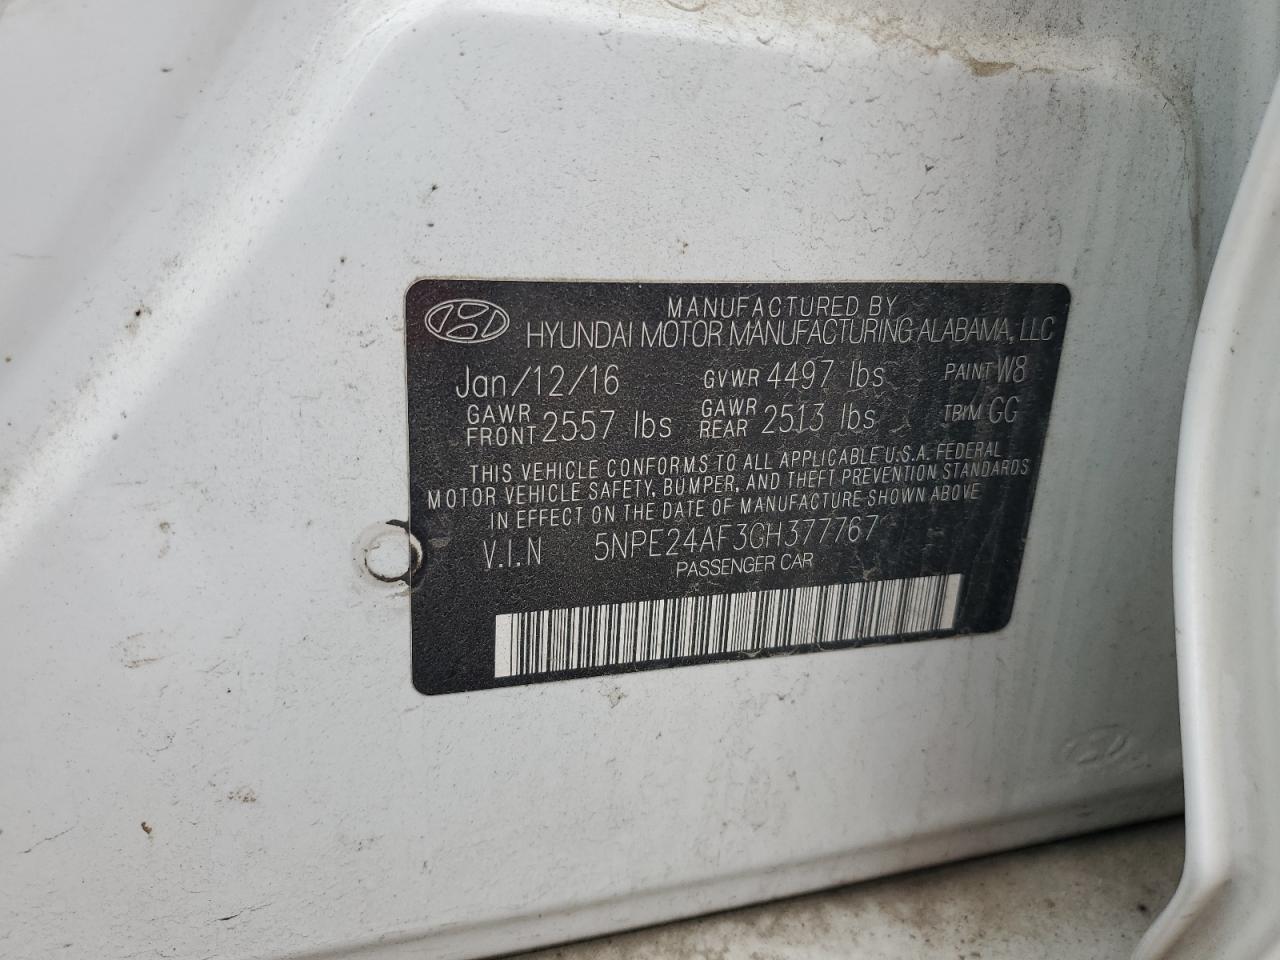 MANUFACTURED BY
HYUNDAI MOTOR MANUFACTURING ALABAMA, LLC
Jan/12/16 GVWR 4497 lbs PAINT W8
GAWR FRONT 2557 lbs GAWR REAR 2513 lbs TRIM GG
THIS VEHICLE CONFORMS TO ALL APPLICABLE U.S.A. FEDERAL
MOTOR VEHICLE SAFETY, BUMPER, AND THEFT PREVENTION STANDARDS
IN EFFECT ON THE DATE OF MANUFACTURE SHOWN ABOVE
V.I.N 5NPE24AF3GH377767
PASSENGER CAR